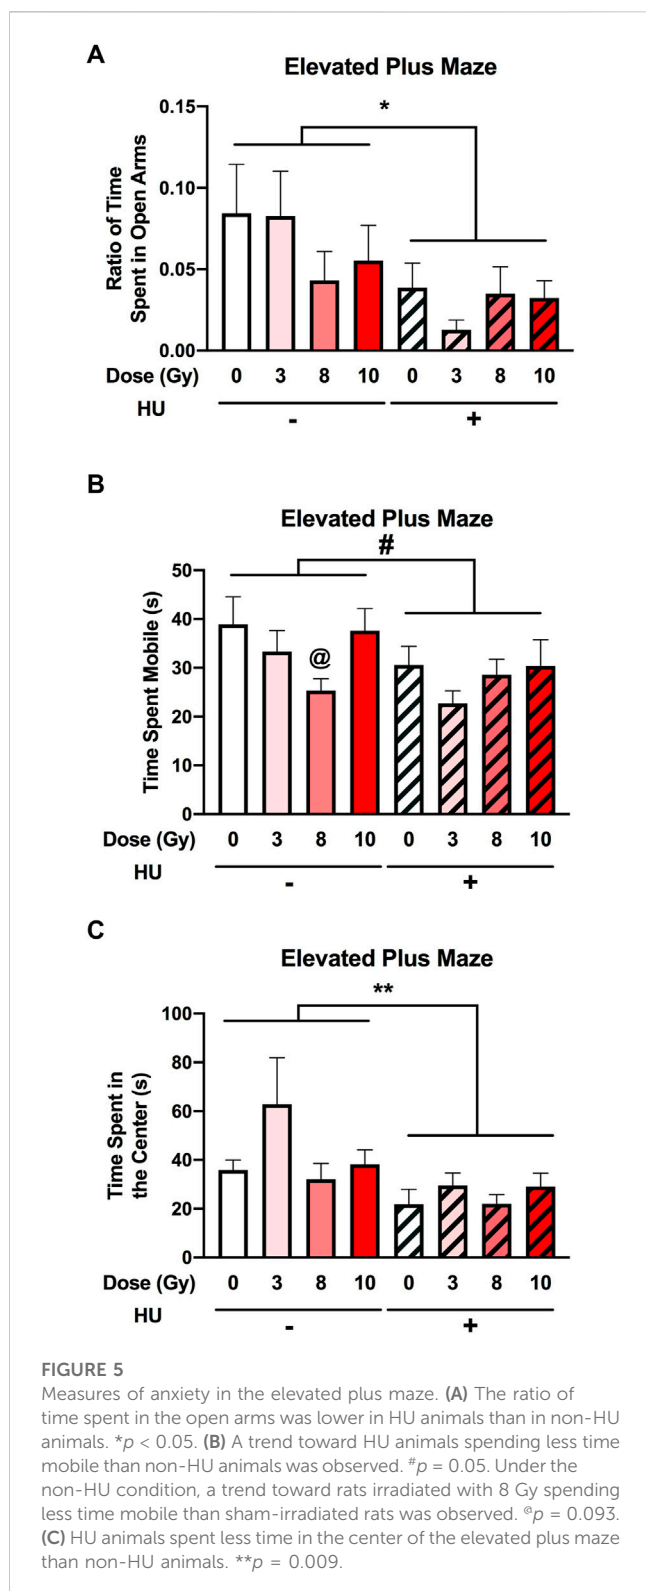 A
Elevated Plus Maze
*
Ratio of Time
Spent in Open Arms
0.15
0.10
0.05
0.00
Dose (Gy) 0 3 8 10 0 3 8 10
HU - +
B
Elevated Plus Maze
#
@
Time Spent Mobile (s)
50
40
30
20
10
0
Dose (Gy) 0 3 8 10 0 3 8 10
HU - +
C
Elevated Plus Maze
**
Time Spent in
the Center (s)
100
80
60
40
20
0
Dose (Gy) 0 3 8 10 0 3 8 10
HU - +
FIGURE 5
Measures of anxiety in the elevated plus maze. (A) The ratio of
time spent in the open arms was lower in HU animals than in non-HU
animals. *p < 0.05. (B) A trend toward HU animals spending less time
mobile than non-HU animals was observed. #p = 0.05. Under the
non-HU condition, a trend toward rats irradiated with 8 Gy spending
less time mobile than sham-irradiated rats was observed. @p = 0.093.
(C) HU animals spent less time in the center of the elevated plus maze
than non-HU animals. **p = 0.009.